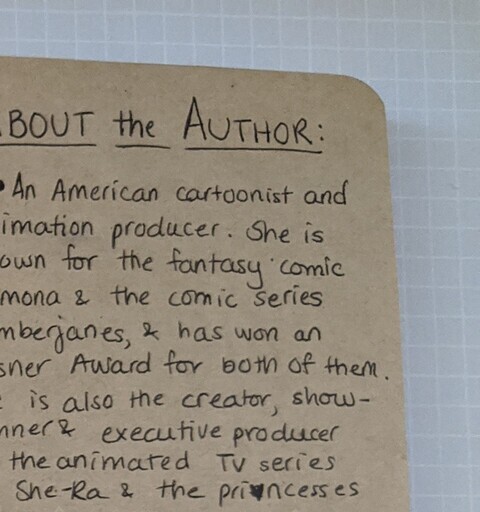 ABOUT the AUTHOR:
• An American cartoonist and
imation producer. She is
own for the fantasy comic
mona & the comic series
mberjanes, & has won an
sner Award for both of them.
is also the creator, show-
nner & executive producer
the animated TV series
She-Ra & the princesses